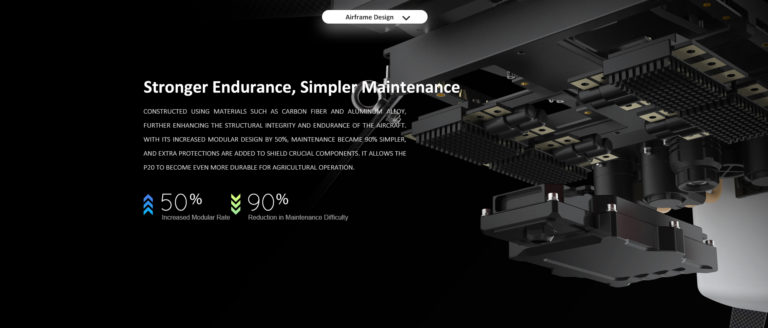 Airframe Design
Stronger Endurance, Simpler Maintenance
CONSTRUCTED USING MATERIALS SUCH AS CARBON FIBER AND ALUMINUM ALLOY,
FURTHER ENHANCING THE STRUCTURAL INTEGRITY AND ENDURANCE OF THE AIRCRAFT.
WITH ITS INCREASED MODULAR DESIGN BY 50%, MAINTENANCE BECAME 90% SIMPLER,
AND EXTRA PROTECTIONS ARE ADDED TO SHIELD CRUCIAL COMPONENTS. IT ALLOWS THE
P20 TO BECOME EVEN MORE DURABLE FOR AGRICULTURAL OPERATION.
50% 90%
Increased Modular Rate Reduction in Maintenance Difficulty